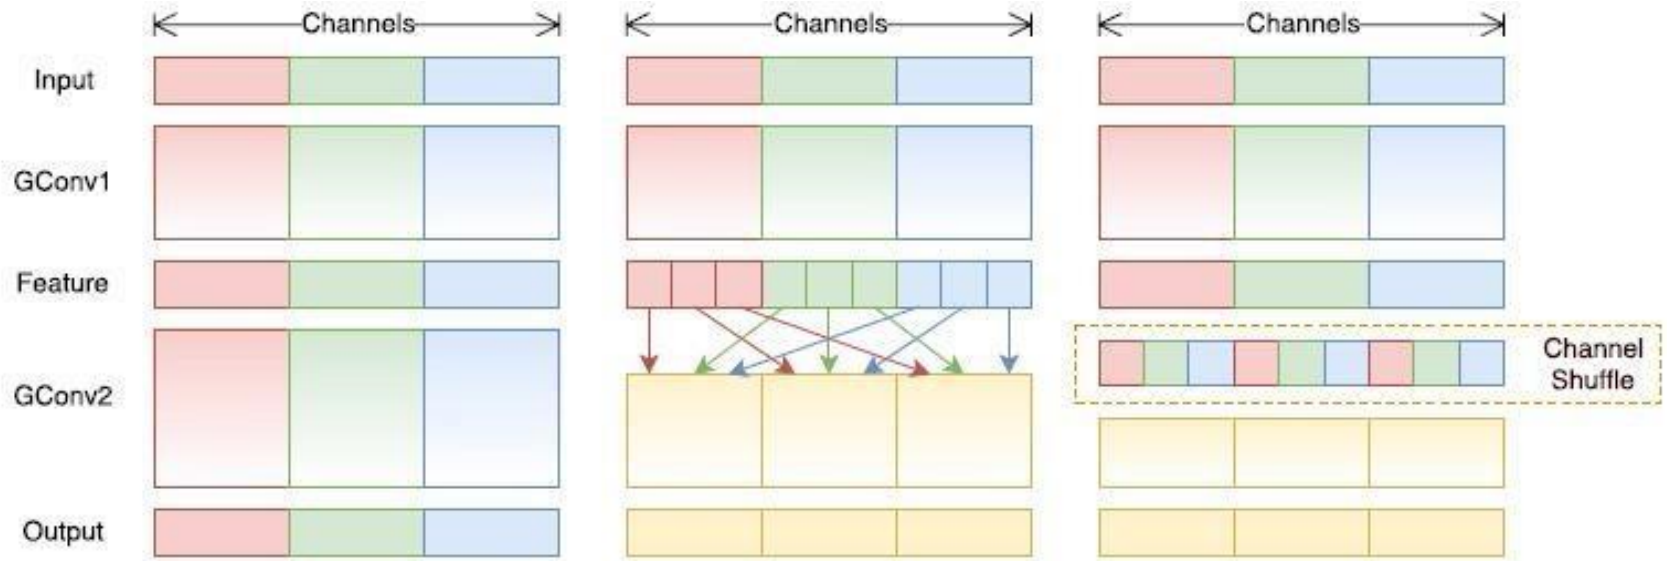 Channels
Channels
Channels
Input
GConv1
Feature
GConv2
Channel
Shuffle
Output